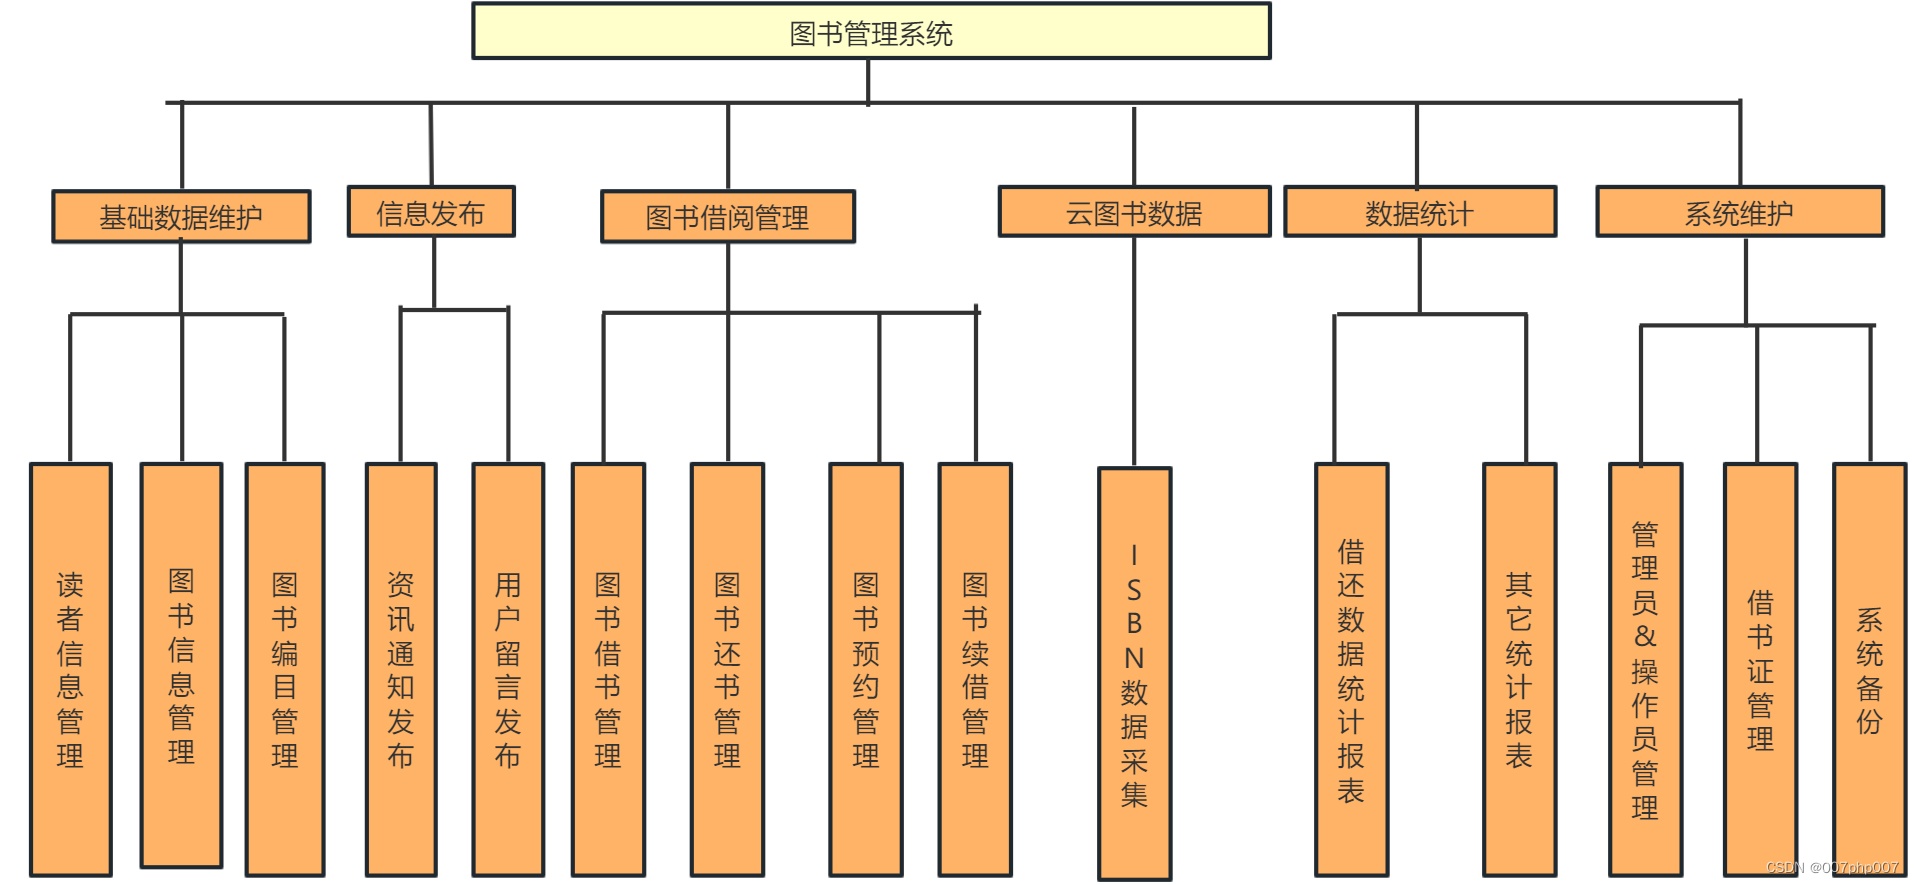 图书管理系统
基础数据维护
信息发布
图书借阅管理
云图书数据
数据统计
系统维护
读者信息管理
图书信息管理
图书编目管理
资讯通知发布
用户留言发布
图书借书管理
图书还书管理
图书预约管理
图书续借管理
ISBN数据采集
借还数据统计报表
其它统计报表
管理员&操作员管理
借书证管理
系统备份
CSDN @007php007